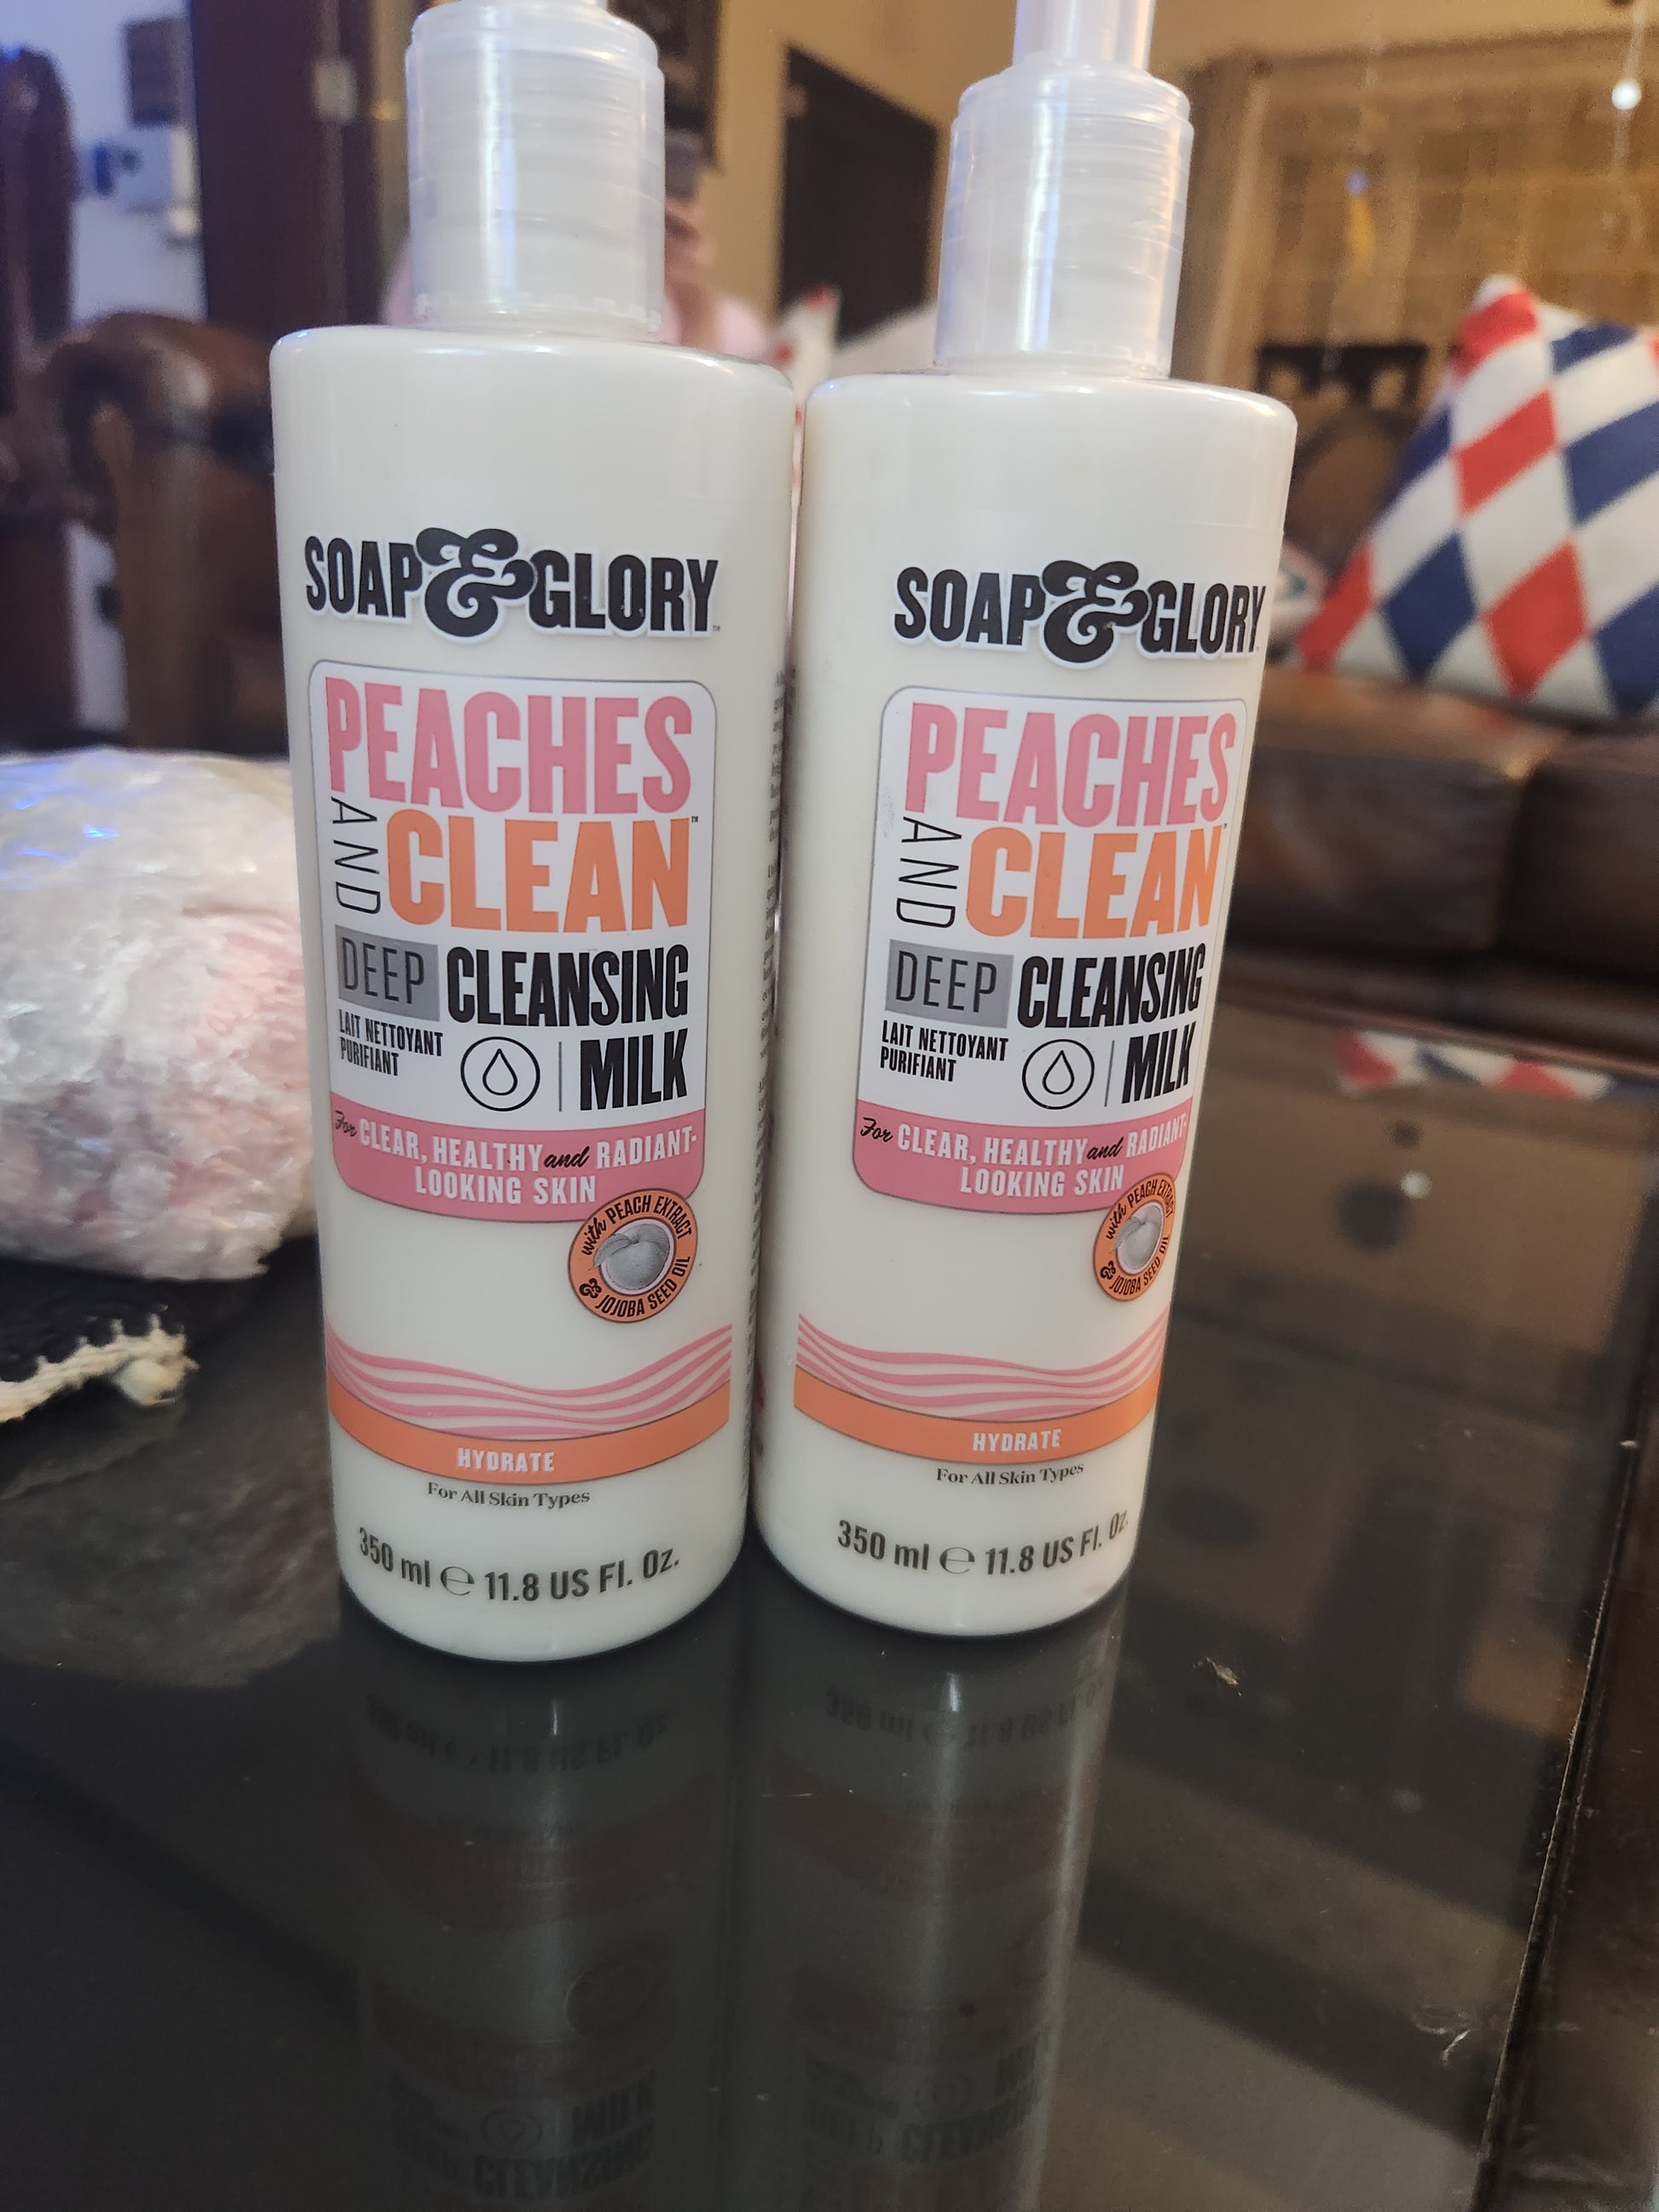 SOAP & GLORY™
PEACHES
AND CLEAN™
DEEP CLEANSING
LAIT NETTOYANT
PURIFIANT
MILK
For CLEAR, HEALTHY and RADIANT-
LOOKING SKIN
with PEACH EXTRACT
& JOJOBA SEED OIL
HYDRATE
For All Skin Types
350 ml ℮ 11.8 US Fl. Oz.
SOAP & GLORY
PEACHES
AND CLEAN™
DEEP CLEANSING
LAIT NETTOYANT
PURIFIANT
MILK
For CLEAR, HEALTHY and RADIANT-
LOOKING SKIN
with PEACH EXTRACT
& JOJOBA SEED OIL
HYDRATE
For All Skin Types
350 ml ℮ 11.8 US Fl. Oz.